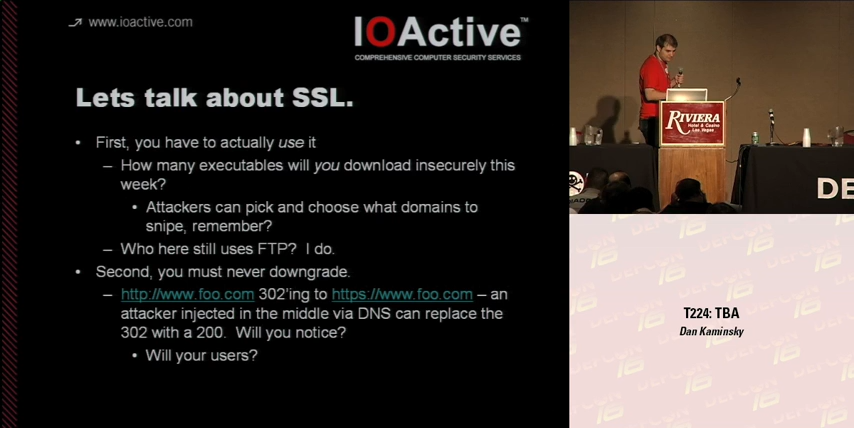 www.ioactive.com
IOActive™
COMPREHENSIVE COMPUTER SECURITY SERVICES
Lets talk about SSL.
• First, you have to actually use it
– How many executables will you download insecurely this
week?
• Attackers can pick and choose what domains to
snipe, remember?
– Who here still uses FTP? I do.
• Second, you must never downgrade.
– http://www.foo.com 302'ing to https://www.foo.com – an
attacker injected in the middle via DNS can replace the
302 with a 200. Will you notice?
• Will your users?
RIVIERA
Hotel & Casino
Las Vegas
DE
T224: TBA
Dan Kaminsky
DEFCON 16